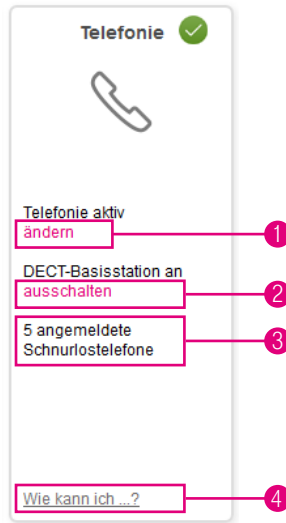 Telefonie
Telefonie aktiv
ändern
1
DECT-Basisstation an
ausschalten
2
5 angemeldete
Schnurlostelefone
3
Wie kann ich ...?
4